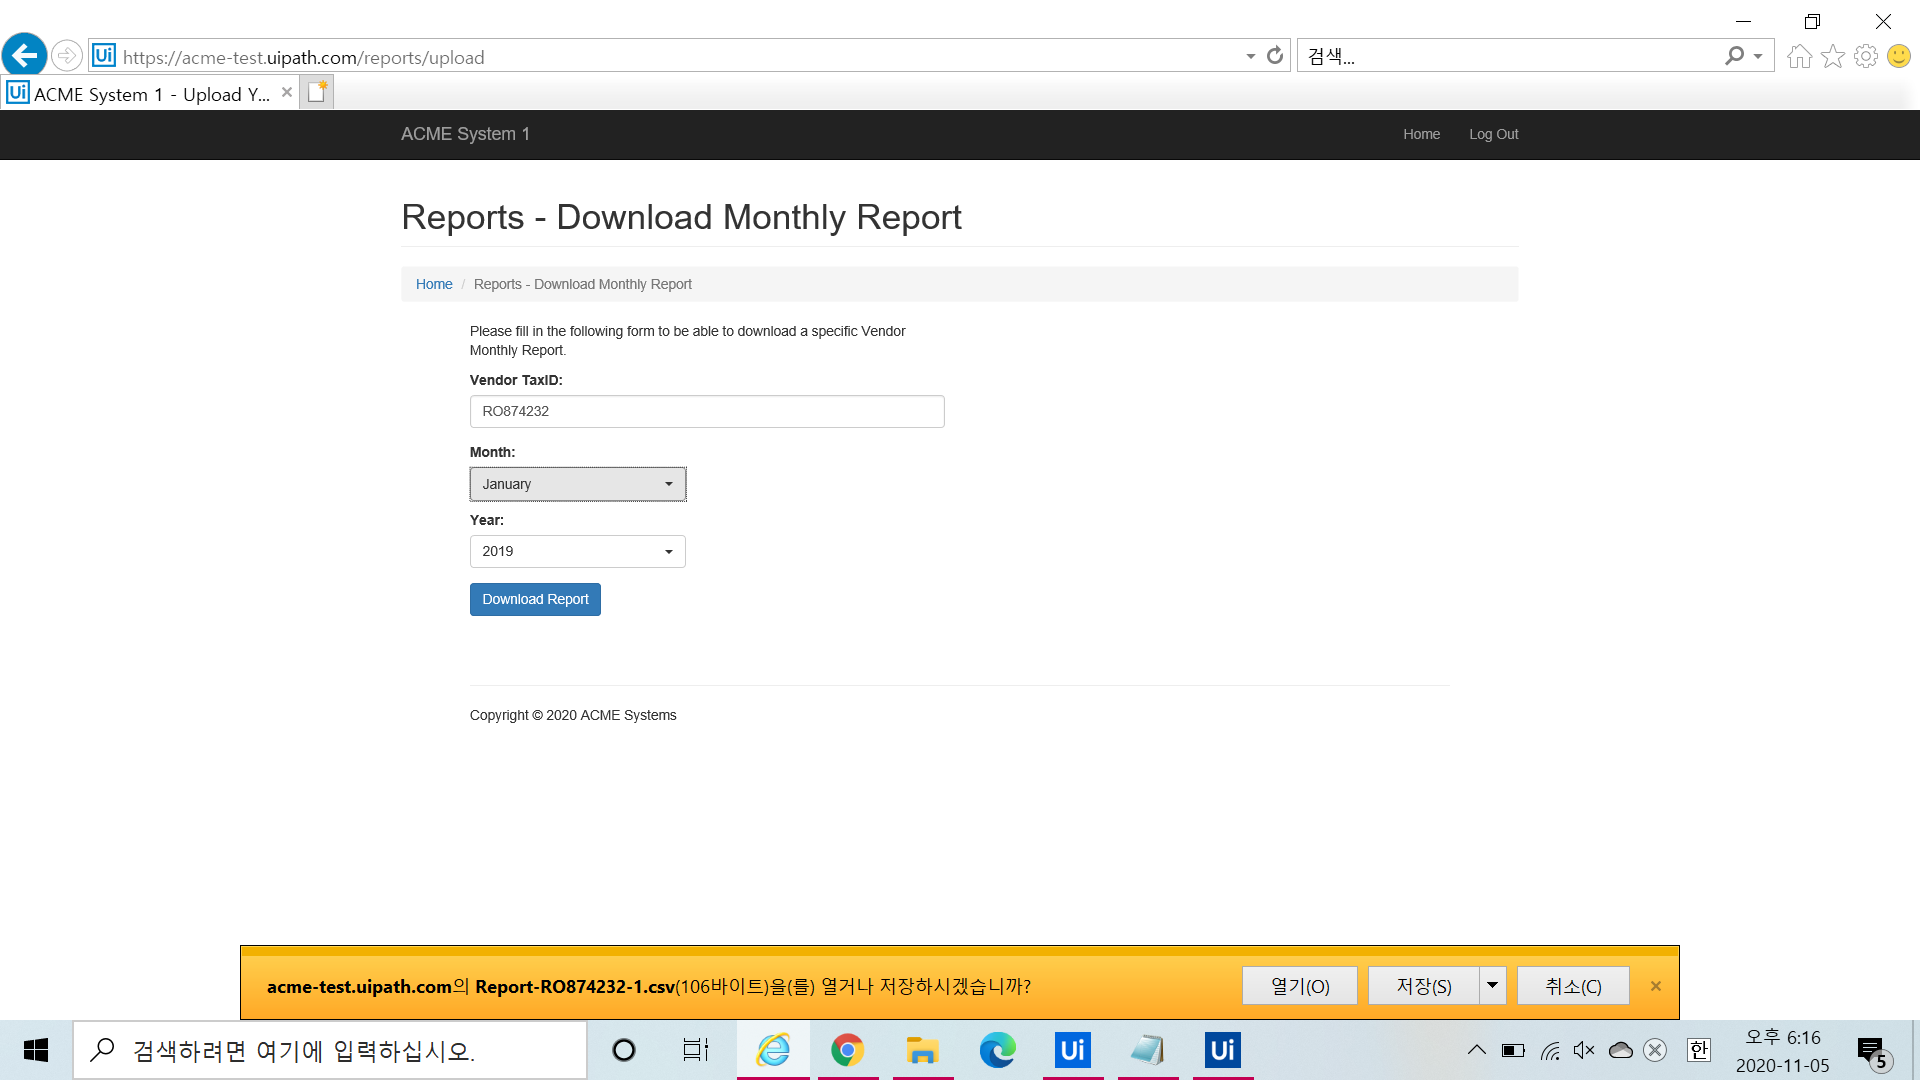 https://acme-test.uipath.com/reports/upload
검색...
ACME System 1 - Upload Y...
ACME System 1
Home
Log Out
Reports - Download Monthly Report
Home / Reports - Download Monthly Report
Please fill in the following form to be able to download a specific Vendor
Monthly Report.
Vendor TaxID:
RO874232
Month:
January
Year:
2019
Download Report
Copyright © 2020 ACME Systems
acme-test.uipath.com의 Report-RO874232-1.csv(106바이트)을(를) 열거나 저장하시겠습니까?
열기(O)
저장(S)
취소(C)
검색하려면 여기에 입력하십시오.
Ui
Ui
한
오후 6:16
2020-11-05
5